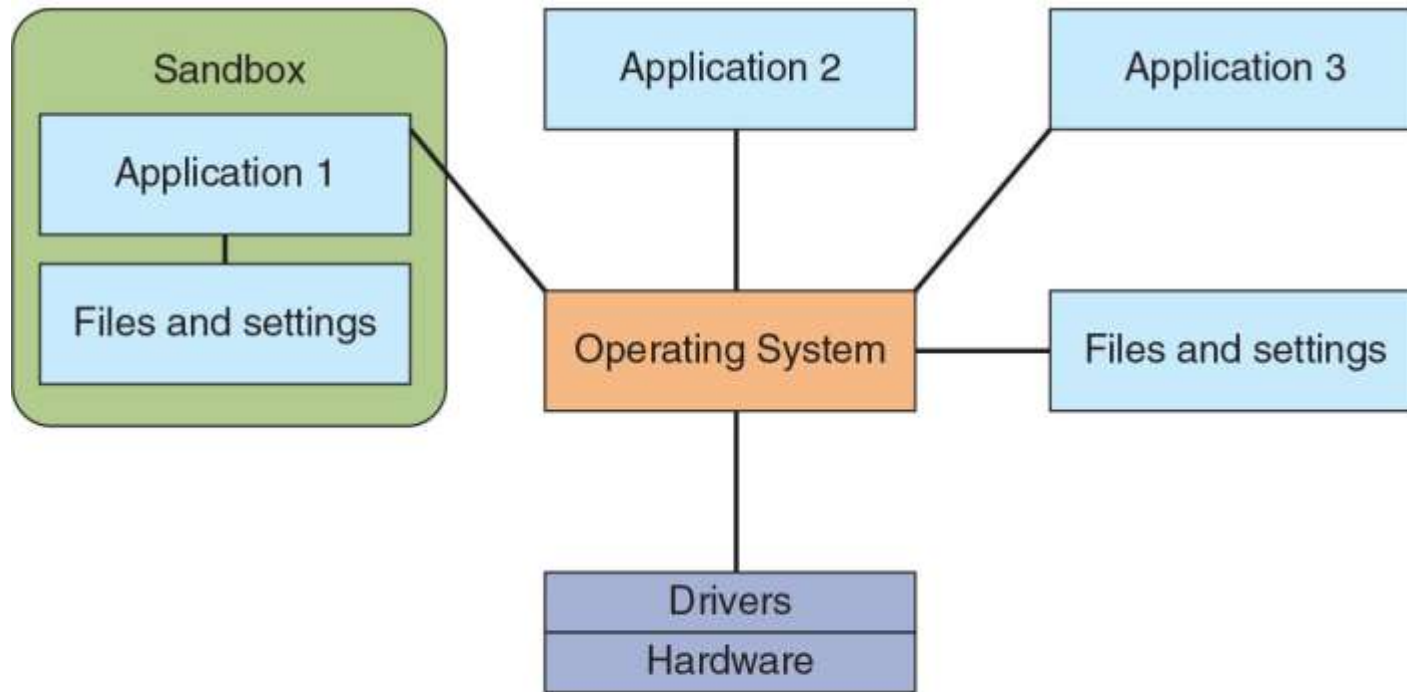 Sandbox
Application 1
Files and settings
Application 2
Application 3
Operating System
Files and settings
Drivers
Hardware